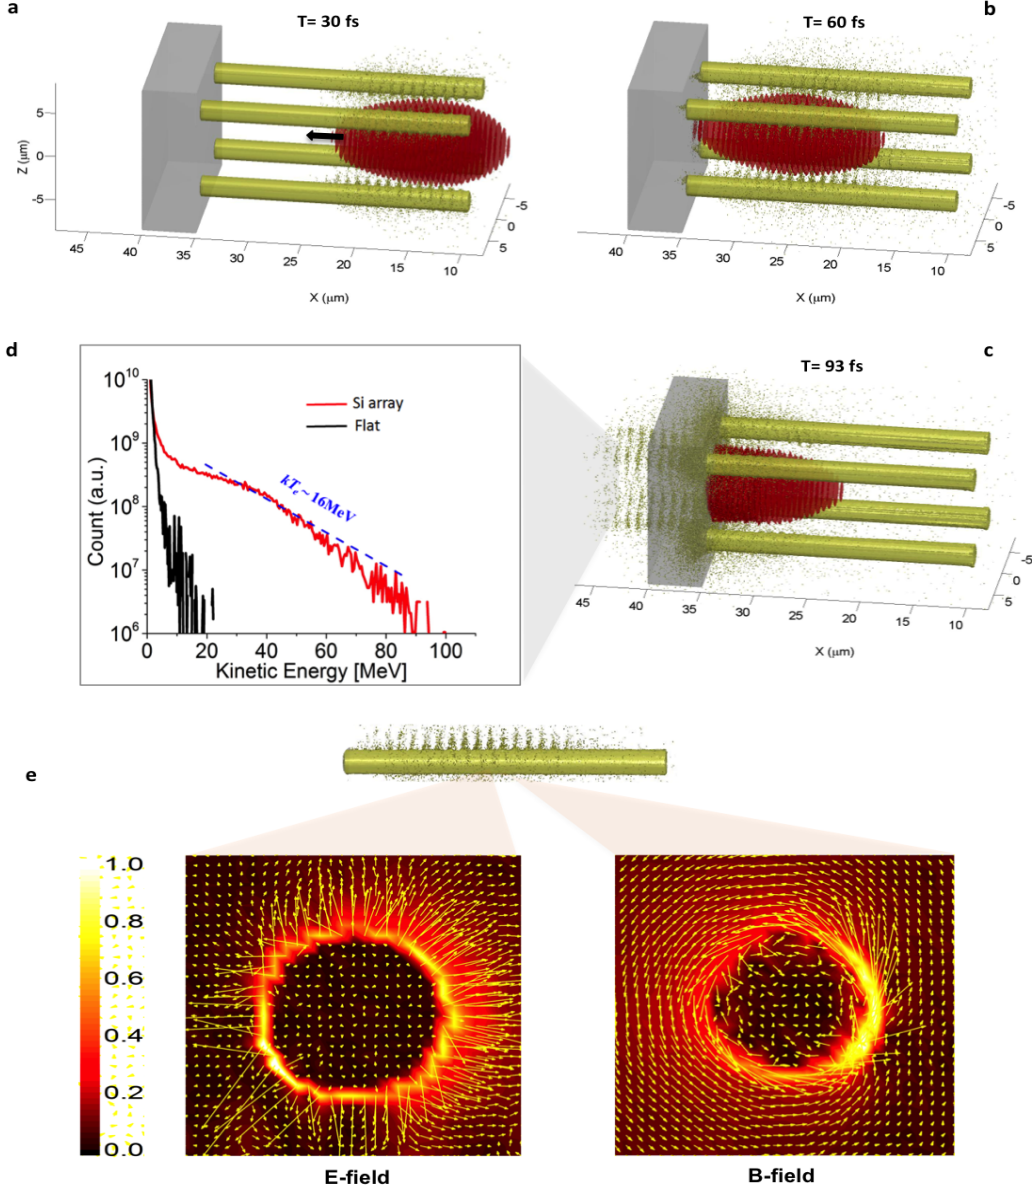 a
T= 30 fs
T= 60 fs
b
5
0
-5
Z (μm)
-5
0
5
45
40
35
30
25
20
15
10
X (μm)
-5
0
5
40
35
30
25
20
15
10
X (μm)
d
T= 93 fs
c
10^10
10^9
10^8
10^7
10^6
Count (a.u.)
Si array
Flat
kT_e~16MeV
0
20
40
60
80
100
Kinetic Energy [MeV]
-5
0
5
45
40
35
30
25
20
15
10
X (μm)
e
1.0
0.8
0.6
0.4
0.2
0.0
E-field
B-field